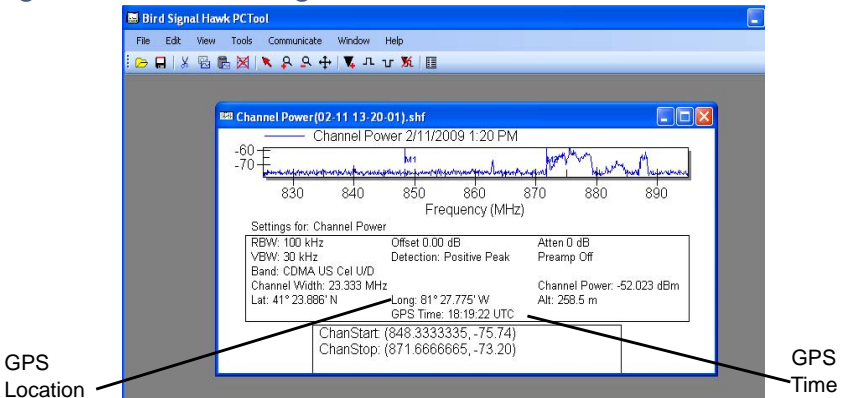 Bird Signal Hawk PCTool
File Edit View Tools Communicate Window Help
Channel Power(02-11 13-20-01).shf
Channel Power 2/11/2009 1:20 PM
-60
-70
M1 M2
830 840 850 860 870 880 890
Frequency (MHz)
Settings for: Channel Power
RBW: 100 kHz Offset 0.00 dB Atten 0 dB
VBW: 30 kHz Detection: Positive Peak Preamp Off
Band: CDMA US Cel U/D
Channel Width: 23.333 MHz Channel Power: -52.023 dBm
Lat: 41° 23.886' N Long: 81° 27.775' W Alt: 258.5 m
GPS Time: 18:19:22 UTC
ChanStart: (848.3333335, -75.74)
ChanStop: (871.6666665, -73.20)
GPS
Location
GPS
Time